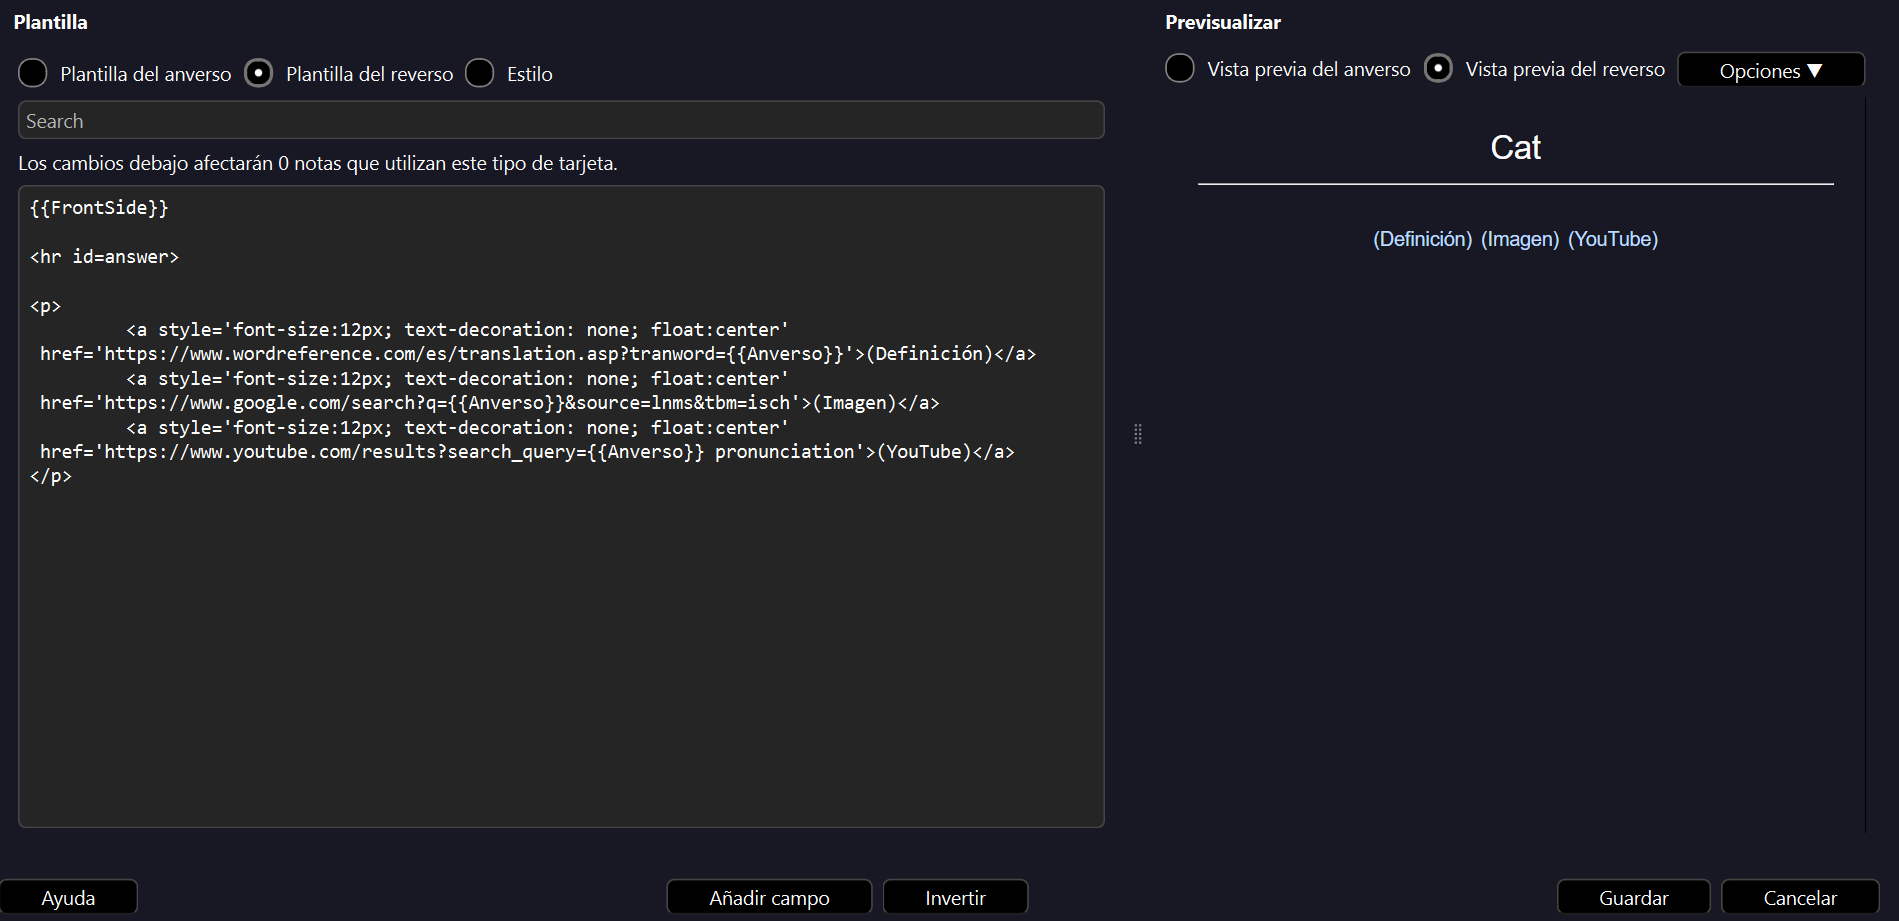 Plantilla
Plantilla del anverso Plantilla del reverso Estilo
Search
Los cambios debajo afectarán 0 notas que utilizan este tipo de tarjeta.
{{FrontSide}}
<hr id=answer>
<p>
<a style='font-size:12px; text-decoration: none; float:center'
href='https://www.wordreference.com/es/translation.asp?tranword={{Anverso}}'>(Definición)</a>
<a style='font-size:12px; text-decoration: none; float:center'
href='https://www.google.com/search?q={{Anverso}}&source=lnms&tbm=isch'>(Imagen)</a>
<a style='font-size:12px; text-decoration: none; float:center'
href='https://www.youtube.com/results?search_query={{Anverso}} pronunciation'>(YouTube)</a>
</p>
Previsualizar
Vista previa del anverso Vista previa del reverso Opciones ▼
Cat
(Definición) (Imagen) (YouTube)
Ayuda Añadir campo Invertir Guardar Cancelar